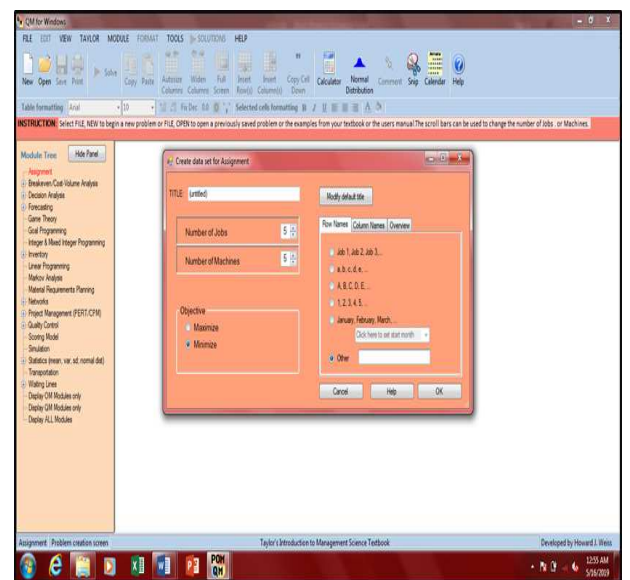 QM for Windows
FILE EDIT VIEW TAYLOR MODULE FORMAT TOOLS SOLUTIONS HELP
New Open Save Print Solve Copy Paste Autosize Columns Widen Columns Full Screen Insert Row(s) Insert Column(s) Copy Cell Down Calculator Normal Distribution Comment Snip Calendar Help
Table formatting Arial 10 Fix Dec 0.0 Selected cells formatting B I U
INSTRUCTION: Select FILE, NEW to begin a new problem or FILE, OPEN to open a previously saved problem or the examples from your textbook or the users manual.The scroll bars can be used to change the number of Jobs . or Machines.
Module Tree Hide Panel
Assignment
Breakeven/Cost-Volume Analysis
Decision Analysis
Forecasting
Game Theory
Goal Programming
Integer & Mixed Integer Programming
Inventory
Linear Programming
Markov Analysis
Material Requirements Planning
Networks
Project Management (PERT/CPM)
Quality Control
Scoring Model
Simulation
Statistics (mean, var, sd; normal dist)
Transportation
Waiting Lines
Display OM Modules only
Display QM Modules only
Display ALL Modules
Create data set for Assignment
TITLE: (untitled) Modify default title
Number of Jobs 5
Number of Machines 5
Objective
Maximize
Minimize
Row Names Column Names Overview
Job 1, Job 2, Job 3,...
a, b, c, d, e, ...
A, B, C, D, E, ...
1, 2, 3, 4, 5, ...
January, February, March, ...
Click here to set start month
Other
Cancel Help OK
Assignment Problem creation screen Taylor's Introduction to Management Science Textbook Developed by Howard J. Weiss
POM QM
12:55 AM
5/16/2019